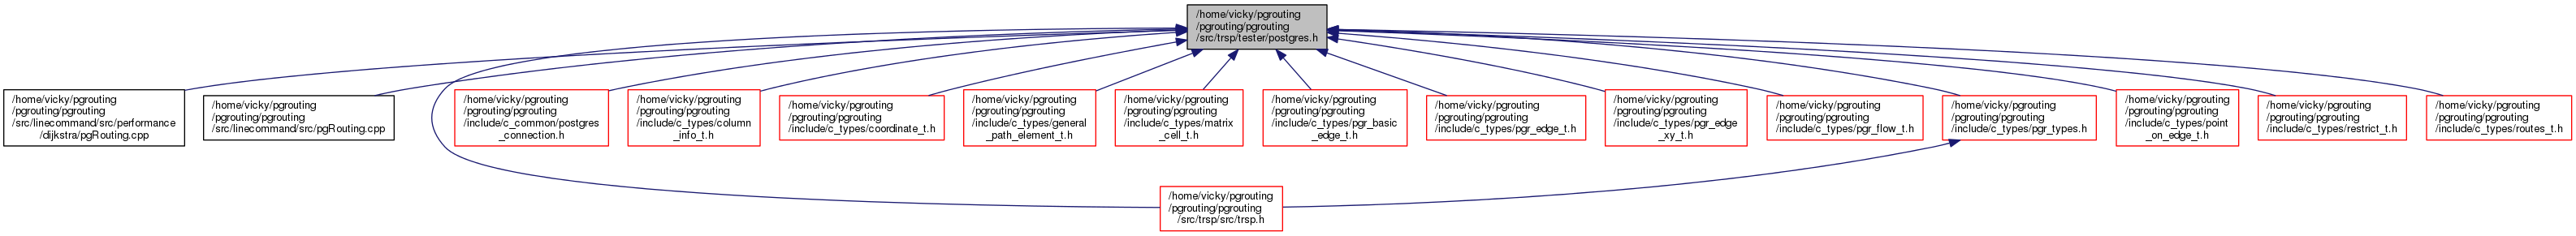 /home/vicky/pgrouting
/pgrouting/pgrouting
/src/trsp/tester/postgres.h
/home/vicky/pgrouting
/pgrouting/pgrouting
/src/linecommand/src/performance
/dijkstra/pgRouting.cpp
/home/vicky/pgrouting
/pgrouting/pgrouting
/src/linecommand/src/pgRouting.cpp
/home/vicky/pgrouting
/pgrouting/pgrouting
/include/c_common/postgres
_connection.h
/home/vicky/pgrouting
/pgrouting/pgrouting
/include/c_types/column
_info_t.h
/home/vicky/pgrouting
/pgrouting/pgrouting
/include/c_types/coordinate_t.h
/home/vicky/pgrouting
/pgrouting/pgrouting
/include/c_types/general
_path_element_t.h
/home/vicky/pgrouting
/pgrouting/pgrouting
/include/c_types/matrix
_cell_t.h
/home/vicky/pgrouting
/pgrouting/pgrouting
/include/c_types/pgr_basic
_edge_t.h
/home/vicky/pgrouting
/pgrouting/pgrouting
/include/c_types/pgr_edge_t.h
/home/vicky/pgrouting
/pgrouting/pgrouting
/include/c_types/pgr_edge
_xy_t.h
/home/vicky/pgrouting
/pgrouting/pgrouting
/include/c_types/pgr_flow_t.h
/home/vicky/pgrouting
/pgrouting/pgrouting
/include/c_types/pgr_types.h
/home/vicky/pgrouting
/pgrouting/pgrouting
/include/c_types/point
_on_edge_t.h
/home/vicky/pgrouting
/pgrouting/pgrouting
/include/c_types/restrict_t.h
/home/vicky/pgrouting
/pgrouting/pgrouting
/include/c_types/routes_t.h
/home/vicky/pgrouting
/pgrouting/pgrouting
/src/trsp/src/trsp.h